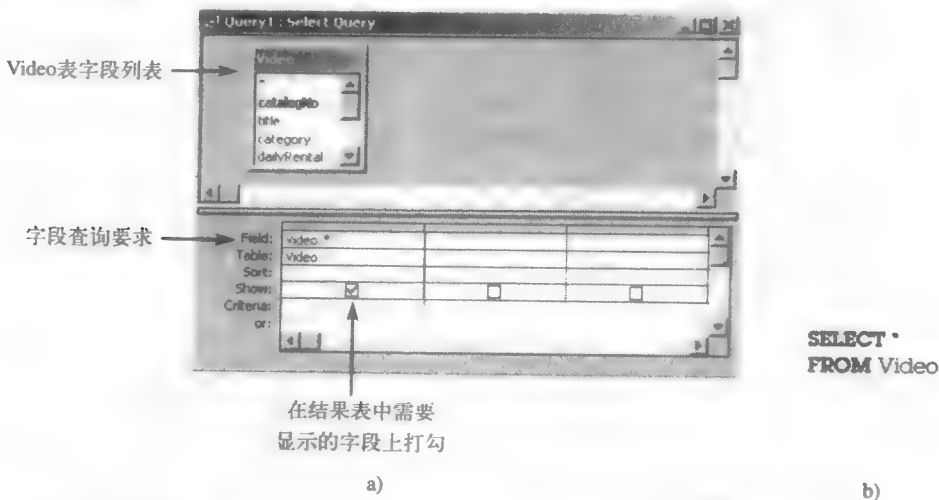 Query1 : Select Query
Video
Video表字段列表
*
catalogNo
title
category
dailyRental
字段查询要求
Field: Video *
Table: Video
Sort:
Show:
Criteria:
or:
SELECT *
FROM Video
在结果表中需要
显示的字段上打勾
a)
b)